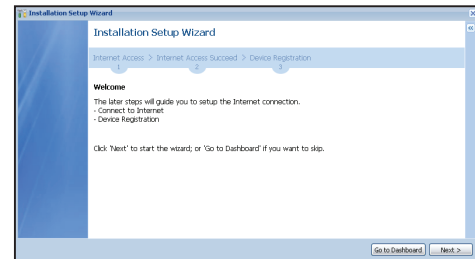 Installation Setup Wizard
Installation Setup Wizard
Internet Access > Internet Access Succeed > Device Registration
1 2 3
Welcome
The later steps will guide you to setup the Internet connection.
- Connect to Internet
- Device Registration
Click 'Next' to start the wizard; or 'Go to Dashboard' if you want to skip.
Go to Dashboard Next >